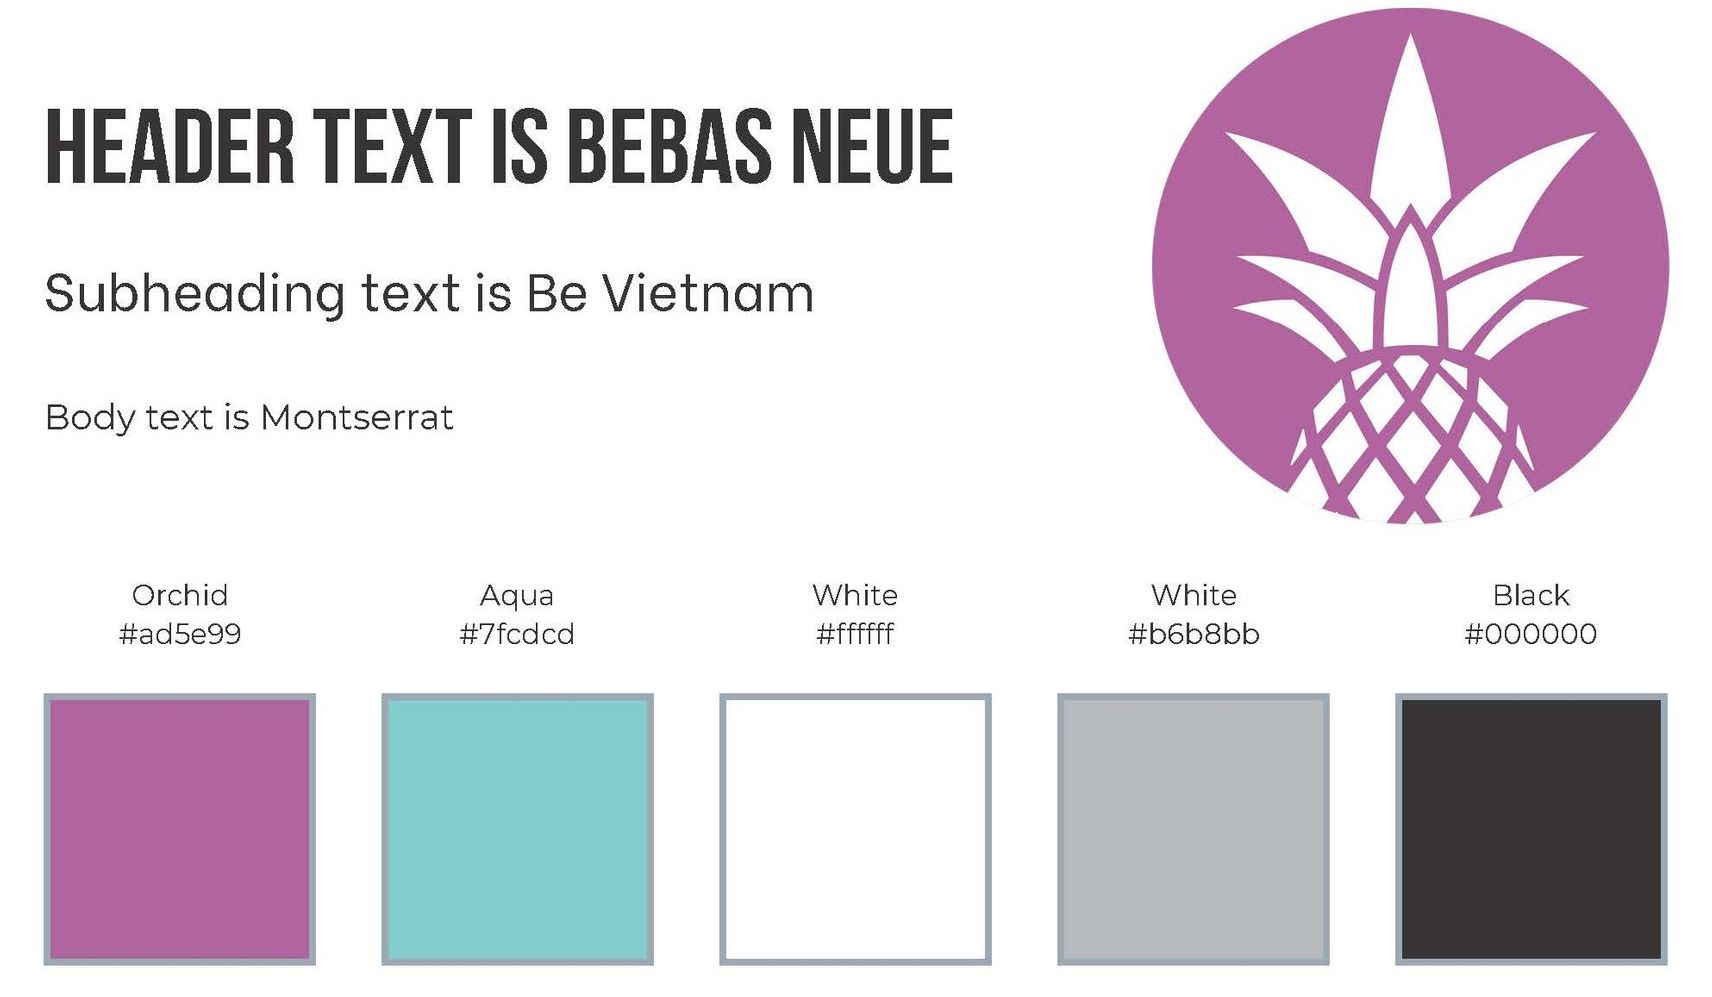 HEADER TEXT IS BEBAS NEUE
Subheading text is Be Vietnam
Body text is Montserrat
Orchid
#ad5e99
Aqua
#7fcdcd
White
#ffffff
White
#b6b8bb
Black
#000000